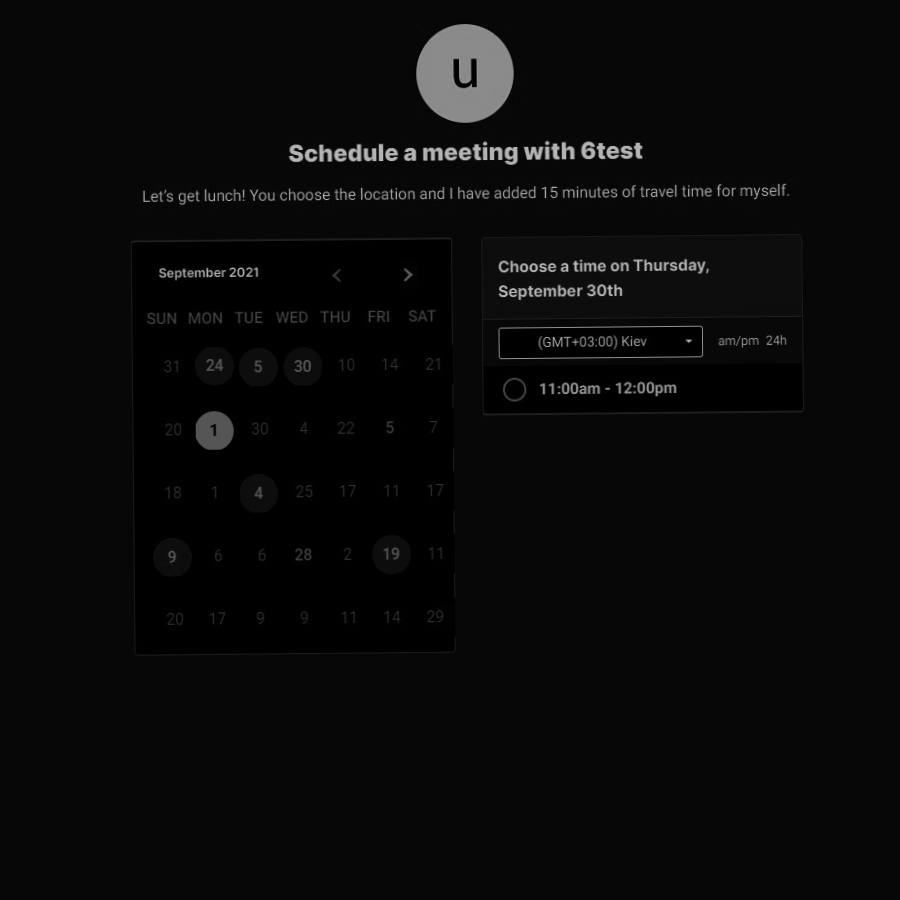 u
Schedule a meeting with 6test
Let's get lunch! You choose the location and I have added 15 minutes of travel time for myself.
September 2021
SUN MON TUE WED THU FRI SAT
31 24 5 30 10 14 21
20 1 30 4 22 5 7
18 1 4 25 17 11 17
9 6 6 28 2 19 11
20 17 9 9 11 14 29
Choose a time on Thursday,
September 30th
(GMT+03:00) Kiev am/pm 24h
11:00am - 12:00pm